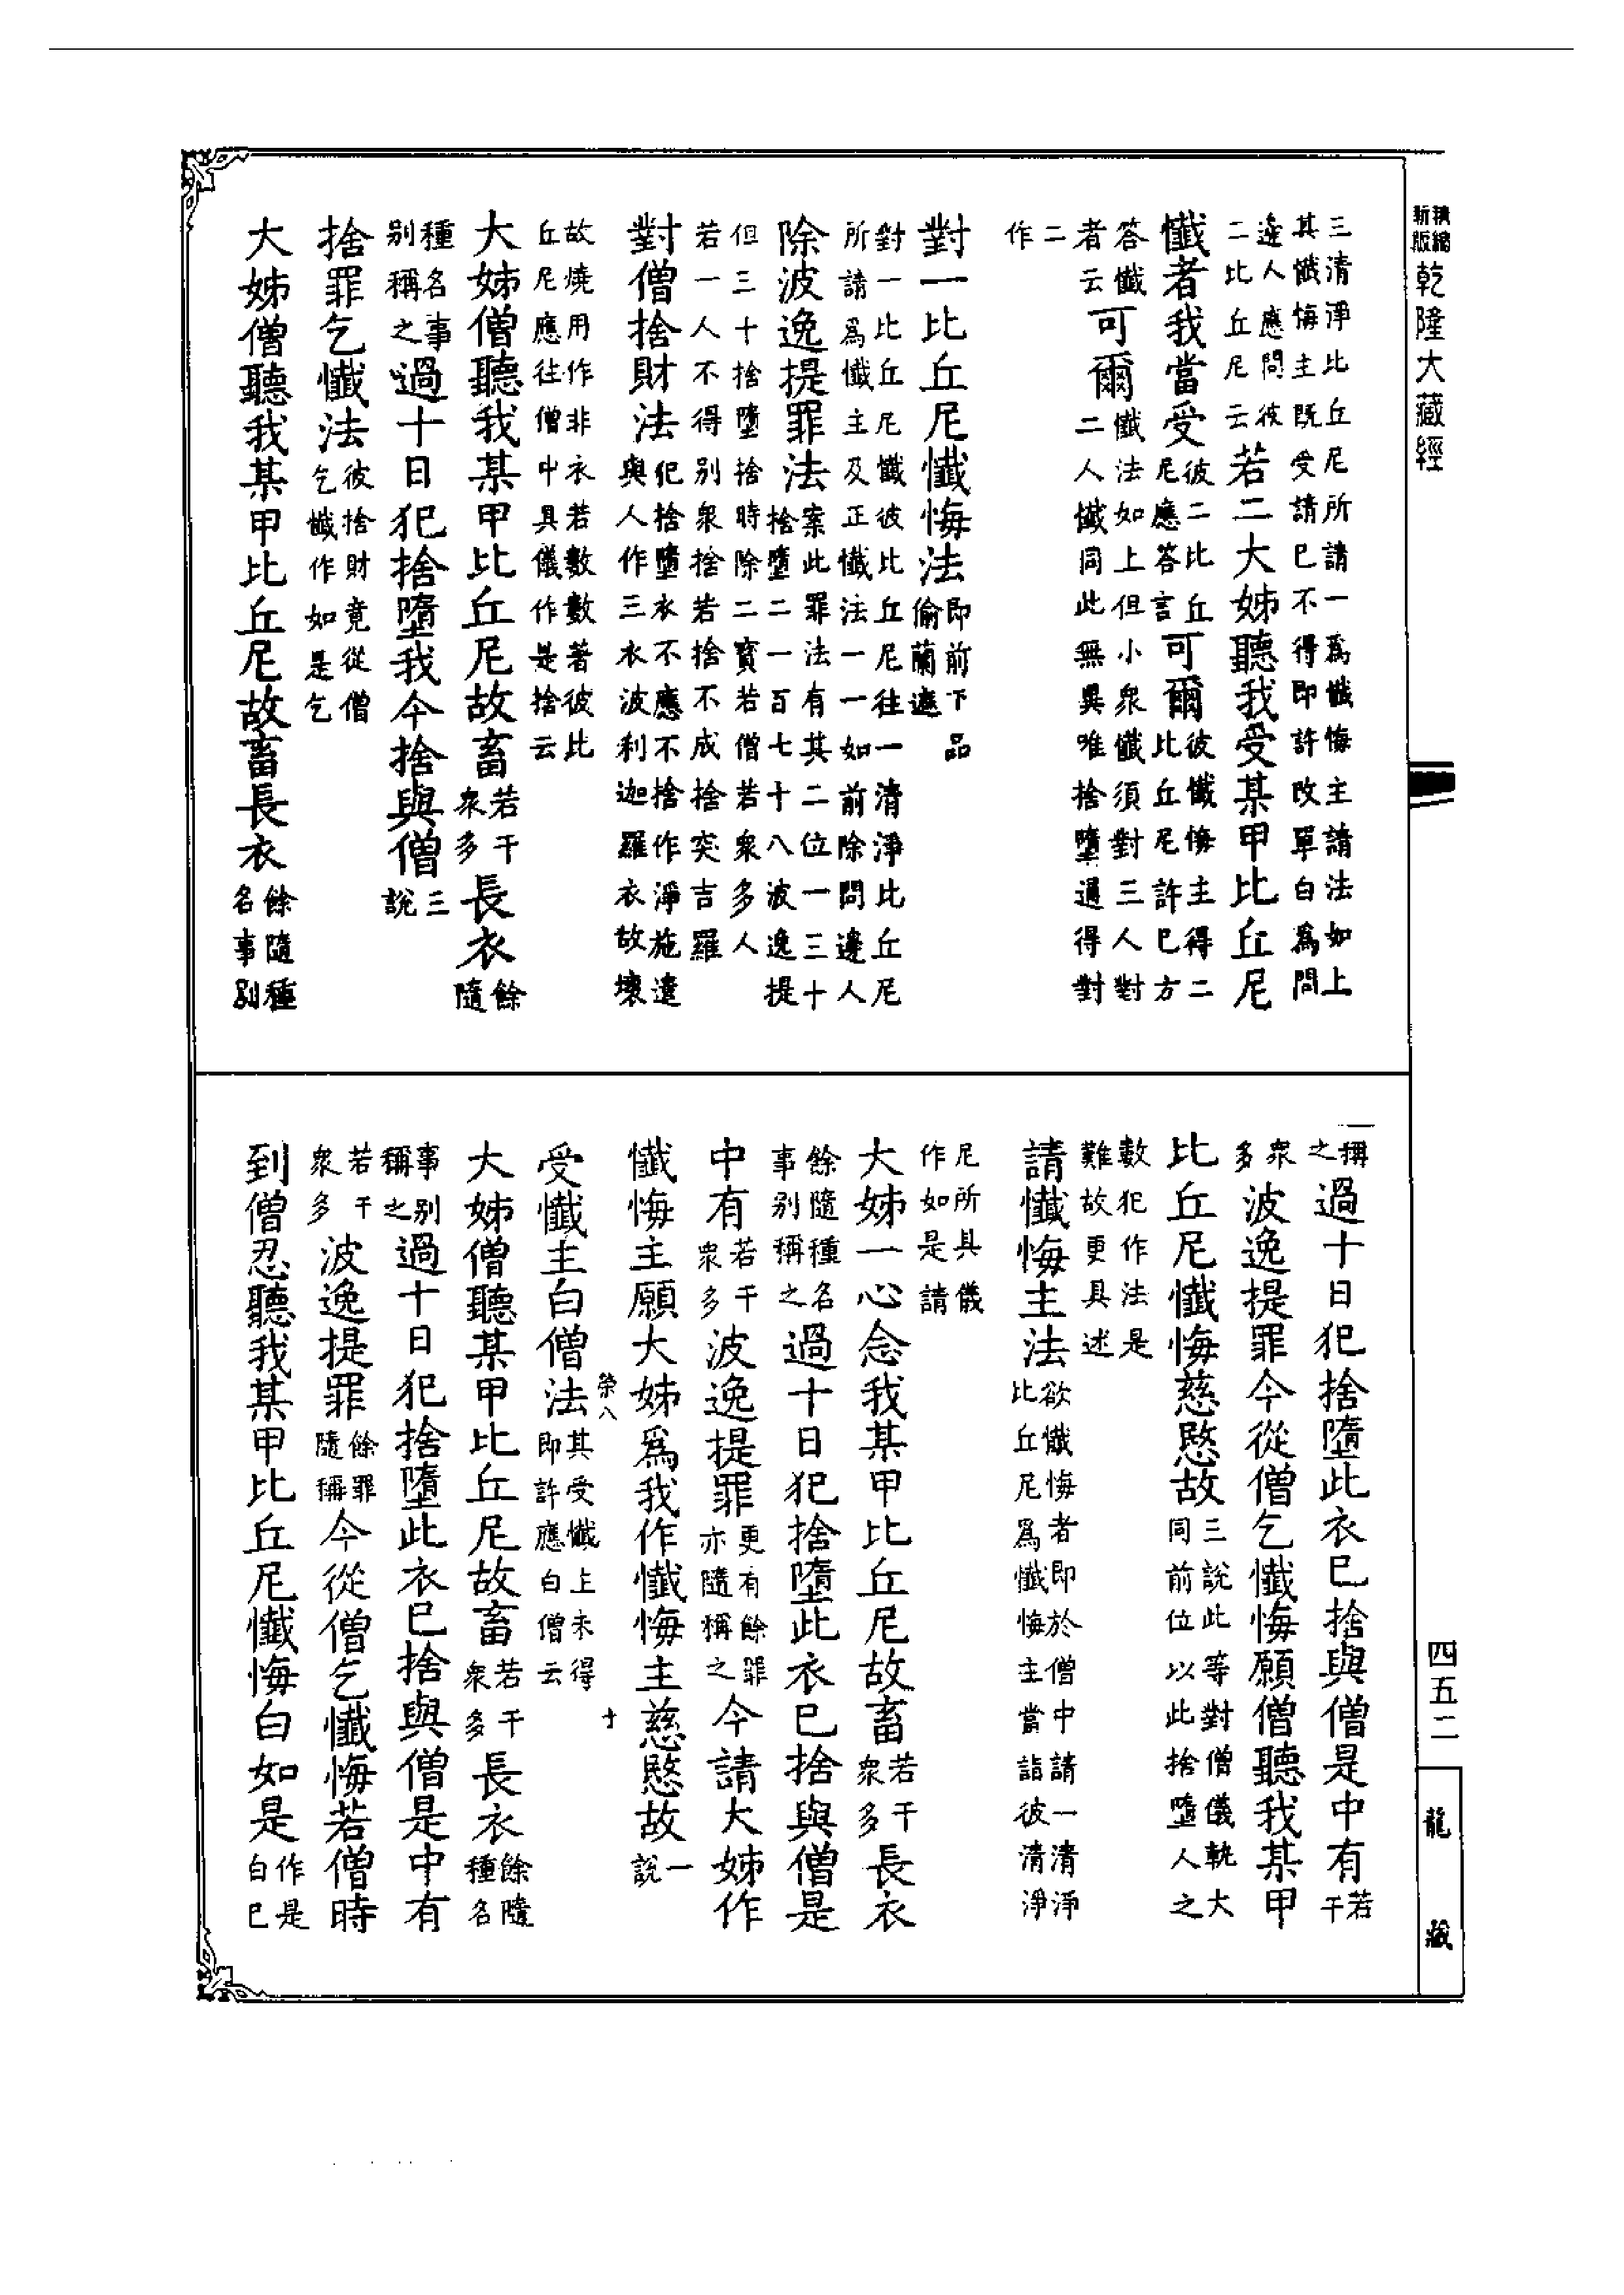 精縮
新版
乾隆大藏經
三清淨比丘尼所請一為懺悔主請法如上
其懺悔主既受請已不得即許改單白為問
邊人應問彼
二比丘尼云
若二大姊聽我受某甲比丘尼
懺者我當受
彼二比丘
尼應答言
可爾
彼懺悔主得二
比丘尼許已方
答懺
者云
可爾
懺法如上但小眾懺須對三人對
二人懺同此無異唯捨墮通得對
二
作
對一比丘尼懺悔法
即前下品
偷蘭遮
對一比丘尼懺彼比丘尼往一清淨比丘尼
所請為懺主及正懺法一一如前除問邊人
除波逸提罪法
案此罪法有其二位一三十
捨墮二一百七十八波逸提
但三十捨墮捨時除二寶若僧若眾多人
若一人不得別眾捨若捨不成捨突吉羅
對僧捨財法
犯捨墮衣不應不捨作淨施遣
與人作三衣波利迦羅衣故壞
故燒用作非衣若數數著彼比
丘尼應往僧中具儀作是捨云
大姊僧聽我某甲比丘尼故畜
若干
眾多
長衣
餘
隨
種名事
別稱之
過十日犯捨墮我今捨與僧
三
說
捨罪乞懺法
彼捨財竟從僧
乞懺作如是乞
大姊僧聽我某甲比丘尼故畜長衣
餘隨種
名事別
稱
之
過十日犯捨墮此衣已捨與僧是中有
若
干
眾
多
波逸提罪今從僧乞懺悔願僧聽我某甲
比丘尼懺悔慈愍故
三說此等對僧儀軌大
同前位以此捨墮人之
數犯作法是
難故更具述
請懺悔主法
欲懺悔者即於僧中請一清淨
比丘尼為懺悔主當詣彼清淨
尼所具儀
作如是請
大姊一心念我某甲比丘尼故畜
若干
眾多
長衣
餘隨種名
事別稱之
過十日犯捨墮此衣已捨與僧是
中有
若干
眾多
波逸提罪
更有餘罪
亦隨稱之
今請大姊作
懺悔主願大姊為我作懺悔主慈愍故
一
說
榮八
十
受懺主白僧法
其受懺上未得
即許應白僧云
大姊僧聽某甲比丘尼故畜
若干
眾多
長衣
餘隨
種名
事別
稱之
過十日犯捨墮此衣已捨與僧是中有
若干
眾多
波逸提罪
餘罪
隨稱
今從僧乞懺悔若僧時
到僧忍聽我某甲比丘尼懺悔白如是
作是
白已
四五二
龍藏